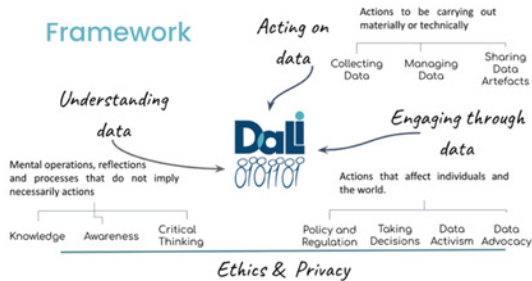 Framework
Acting on
data
Actions to be carrying out
materially or technically
Collecting
Data
Managing
Data
Sharing
Data
Artefacts
Understanding
data
Mental operations, reflections
and processes that do not imply
necessarily actions
Knowledge
Awareness
Critical
Thinking
DaLi
Engaging through
data
Actions that affect individuals and
the world.
Policy and
Regulation
Taking
Decisions
Data
Activism
Data
Advocacy
Ethics & Privacy